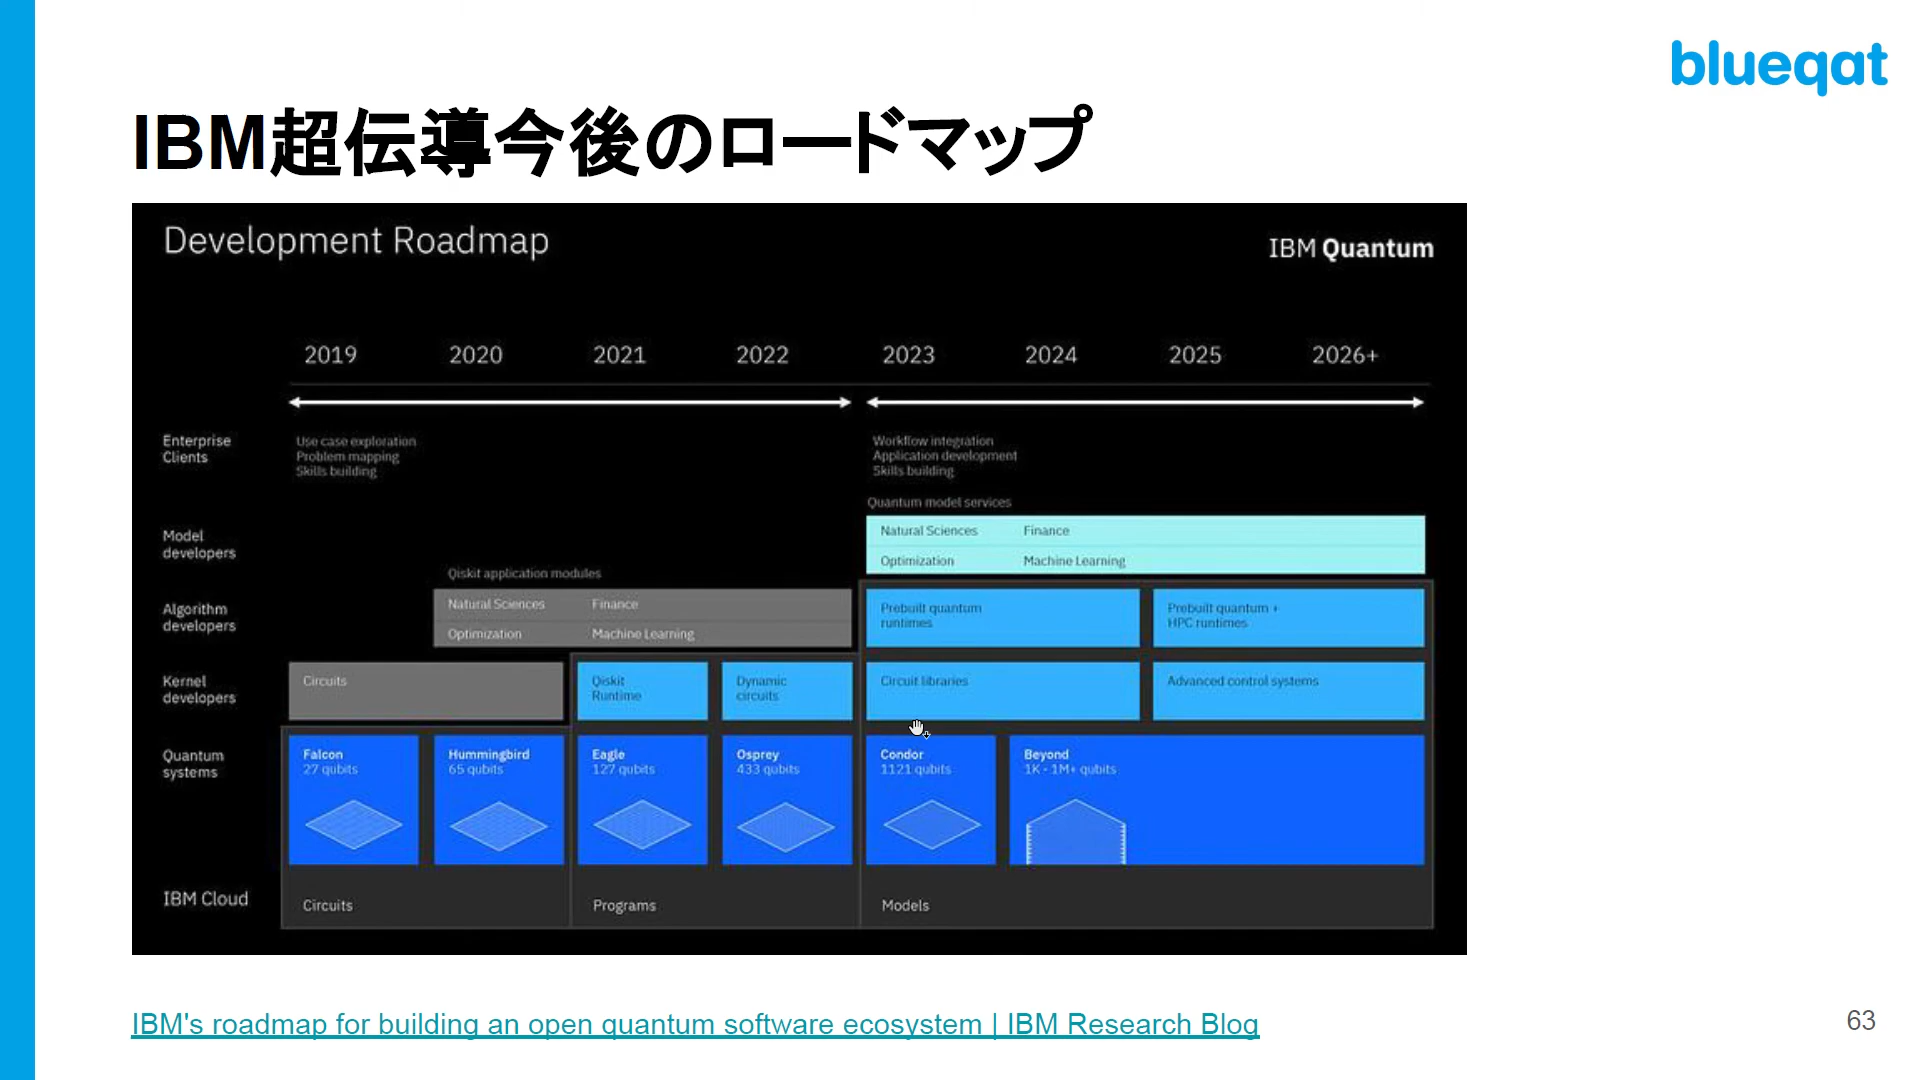 blueqat
IBM超伝導今後のロードマップ
Development Roadmap
IBM Quantum
2019 2020 2021 2022 2023 2024 2025 2026+
Enterprise
Clients
Use case exploration
Problem mapping
Skills building
Workflow integration
Application development
Skills building
Model
developers
Quantum model services
Natural Sciences Finance
Optimization Machine Learning
Algorithm
developers
Qiskit application modules
Natural Sciences Finance
Optimization Machine Learning
Prebuilt quantum
runtimes
Prebuilt quantum +
HPC runtimes
Kernel
developers
Circuits
Qiskit
Runtime
Dynamic
circuits
Circuit libraries
Advanced control systems
Quantum
systems
Falcon
27 qubits
Hummingbird
65 qubits
Eagle
127 qubits
Osprey
433 qubits
Condor
1121 qubits
Beyond
1K - 1M+ qubits
IBM Cloud
Circuits
Programs
Models
IBM's roadmap for building an open quantum software ecosystem | IBM Research Blog
63